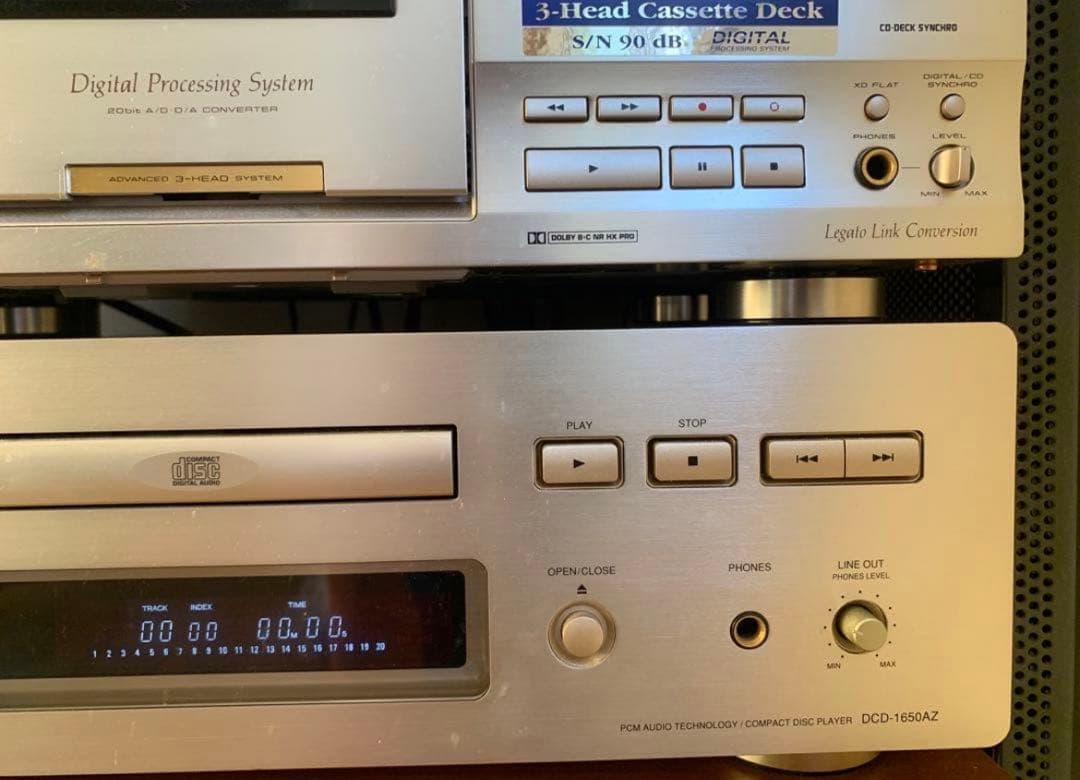 3-Head Cassette Deck
S/N 90 dB DIGITAL
PROCESSING SYSTEM
CD-DECK SYNCHRO
Digital Processing System
20bit A/D·D/A CONVERTER
ADVANCED 3-HEAD SYSTEM
XD FLAT
DIGITAL/CD
SYNCHRO
PHONES
LEVEL
MIN MAX
DOLBY B-C NR HX PRO
Legato Link Conversion
COMPACT
disc
DIGITAL AUDIO
PLAY
STOP
OPEN/CLOSE
PHONES
LINE OUT
PHONES LEVEL
MIN MAX
TRACK INDEX TIME
00 00 00M 00S
1 2 3 4 5 6 7 8 9 10 11 12 13 14 15 16 17 18 19 20
PCM AUDIO TECHNOLOGY / COMPACT DISC PLAYER DCD-1650AZ